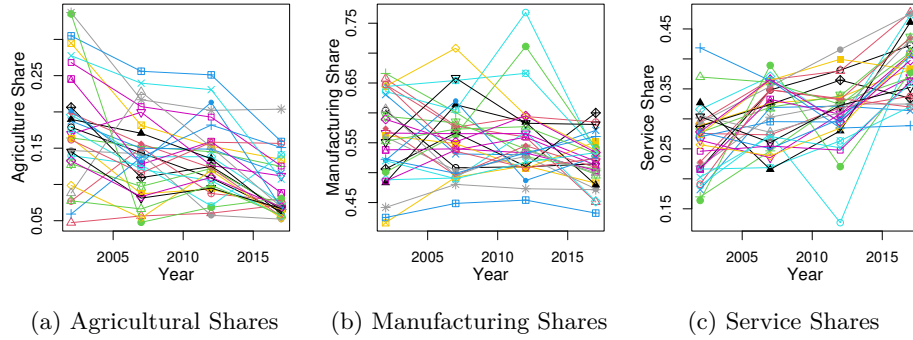 Agriculture Share
0.05 0.15 0.25
2005 2010 2015
Year
(a) Agricultural Shares
Manufacturing Share
0.45 0.55 0.65 0.75
2005 2010 2015
Year
(b) Manufacturing Shares
Service Share
0.15 0.25 0.35 0.45
2005 2010 2015
Year
(c) Service Shares